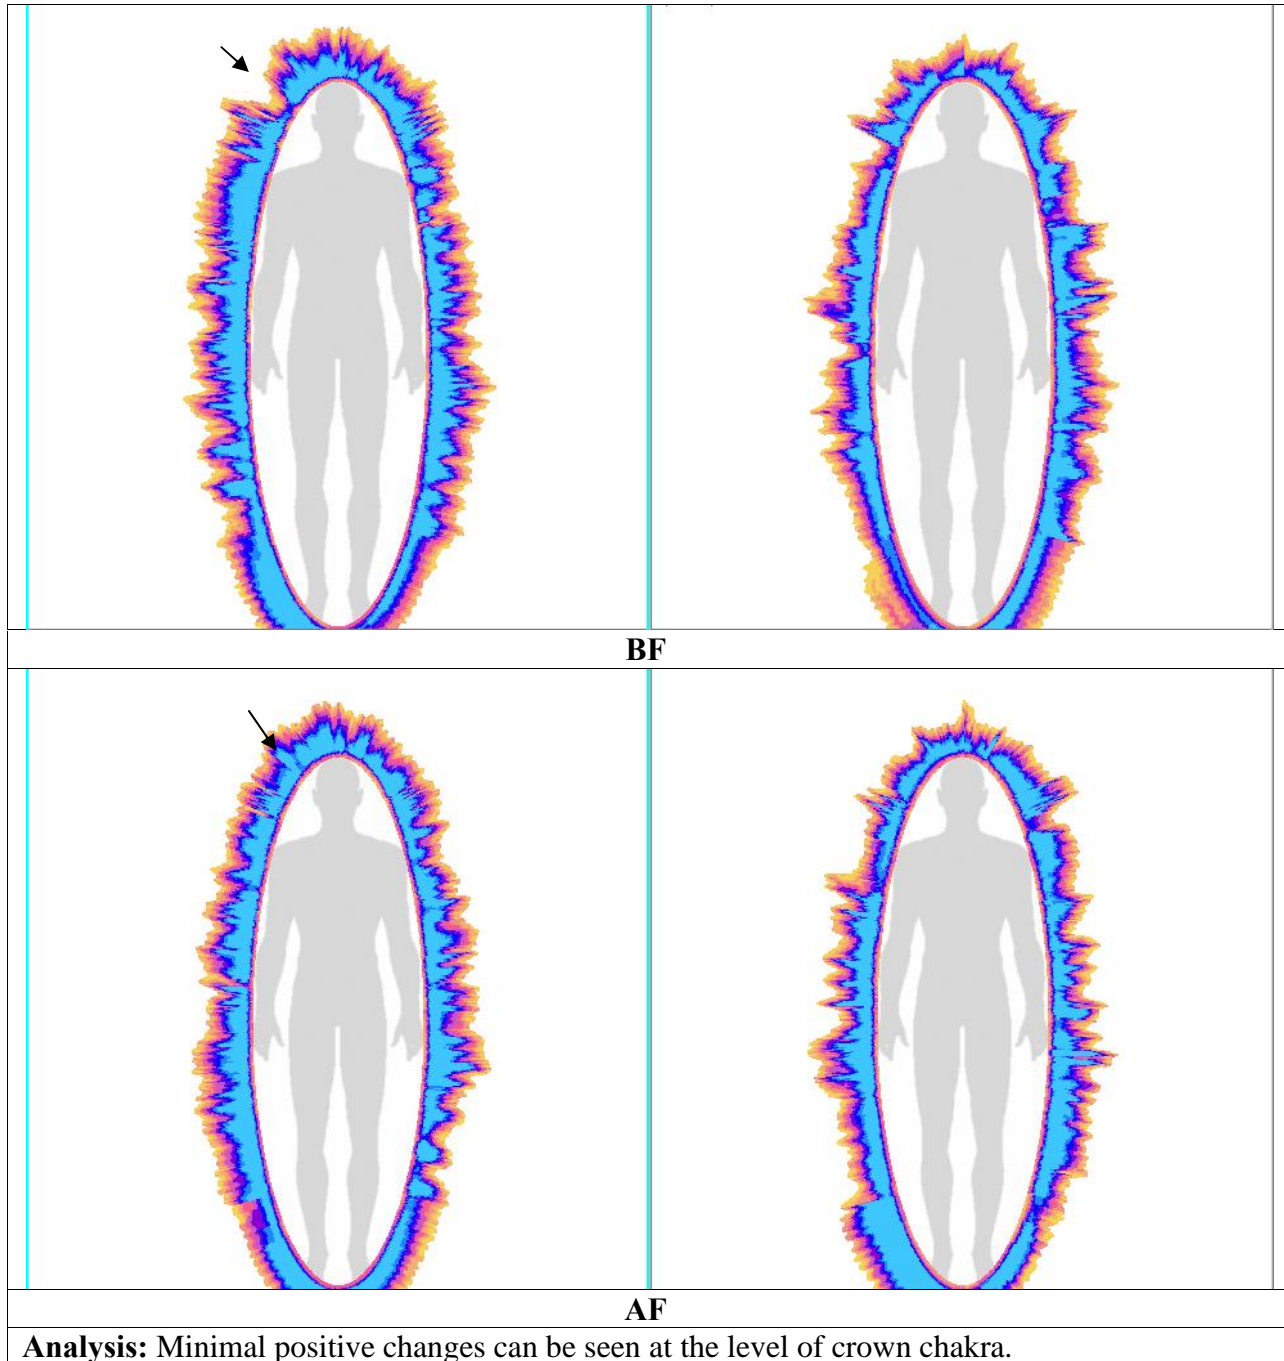 BF
AF
Analysis: Minimal positive changes can be seen at the level of crown chakra.